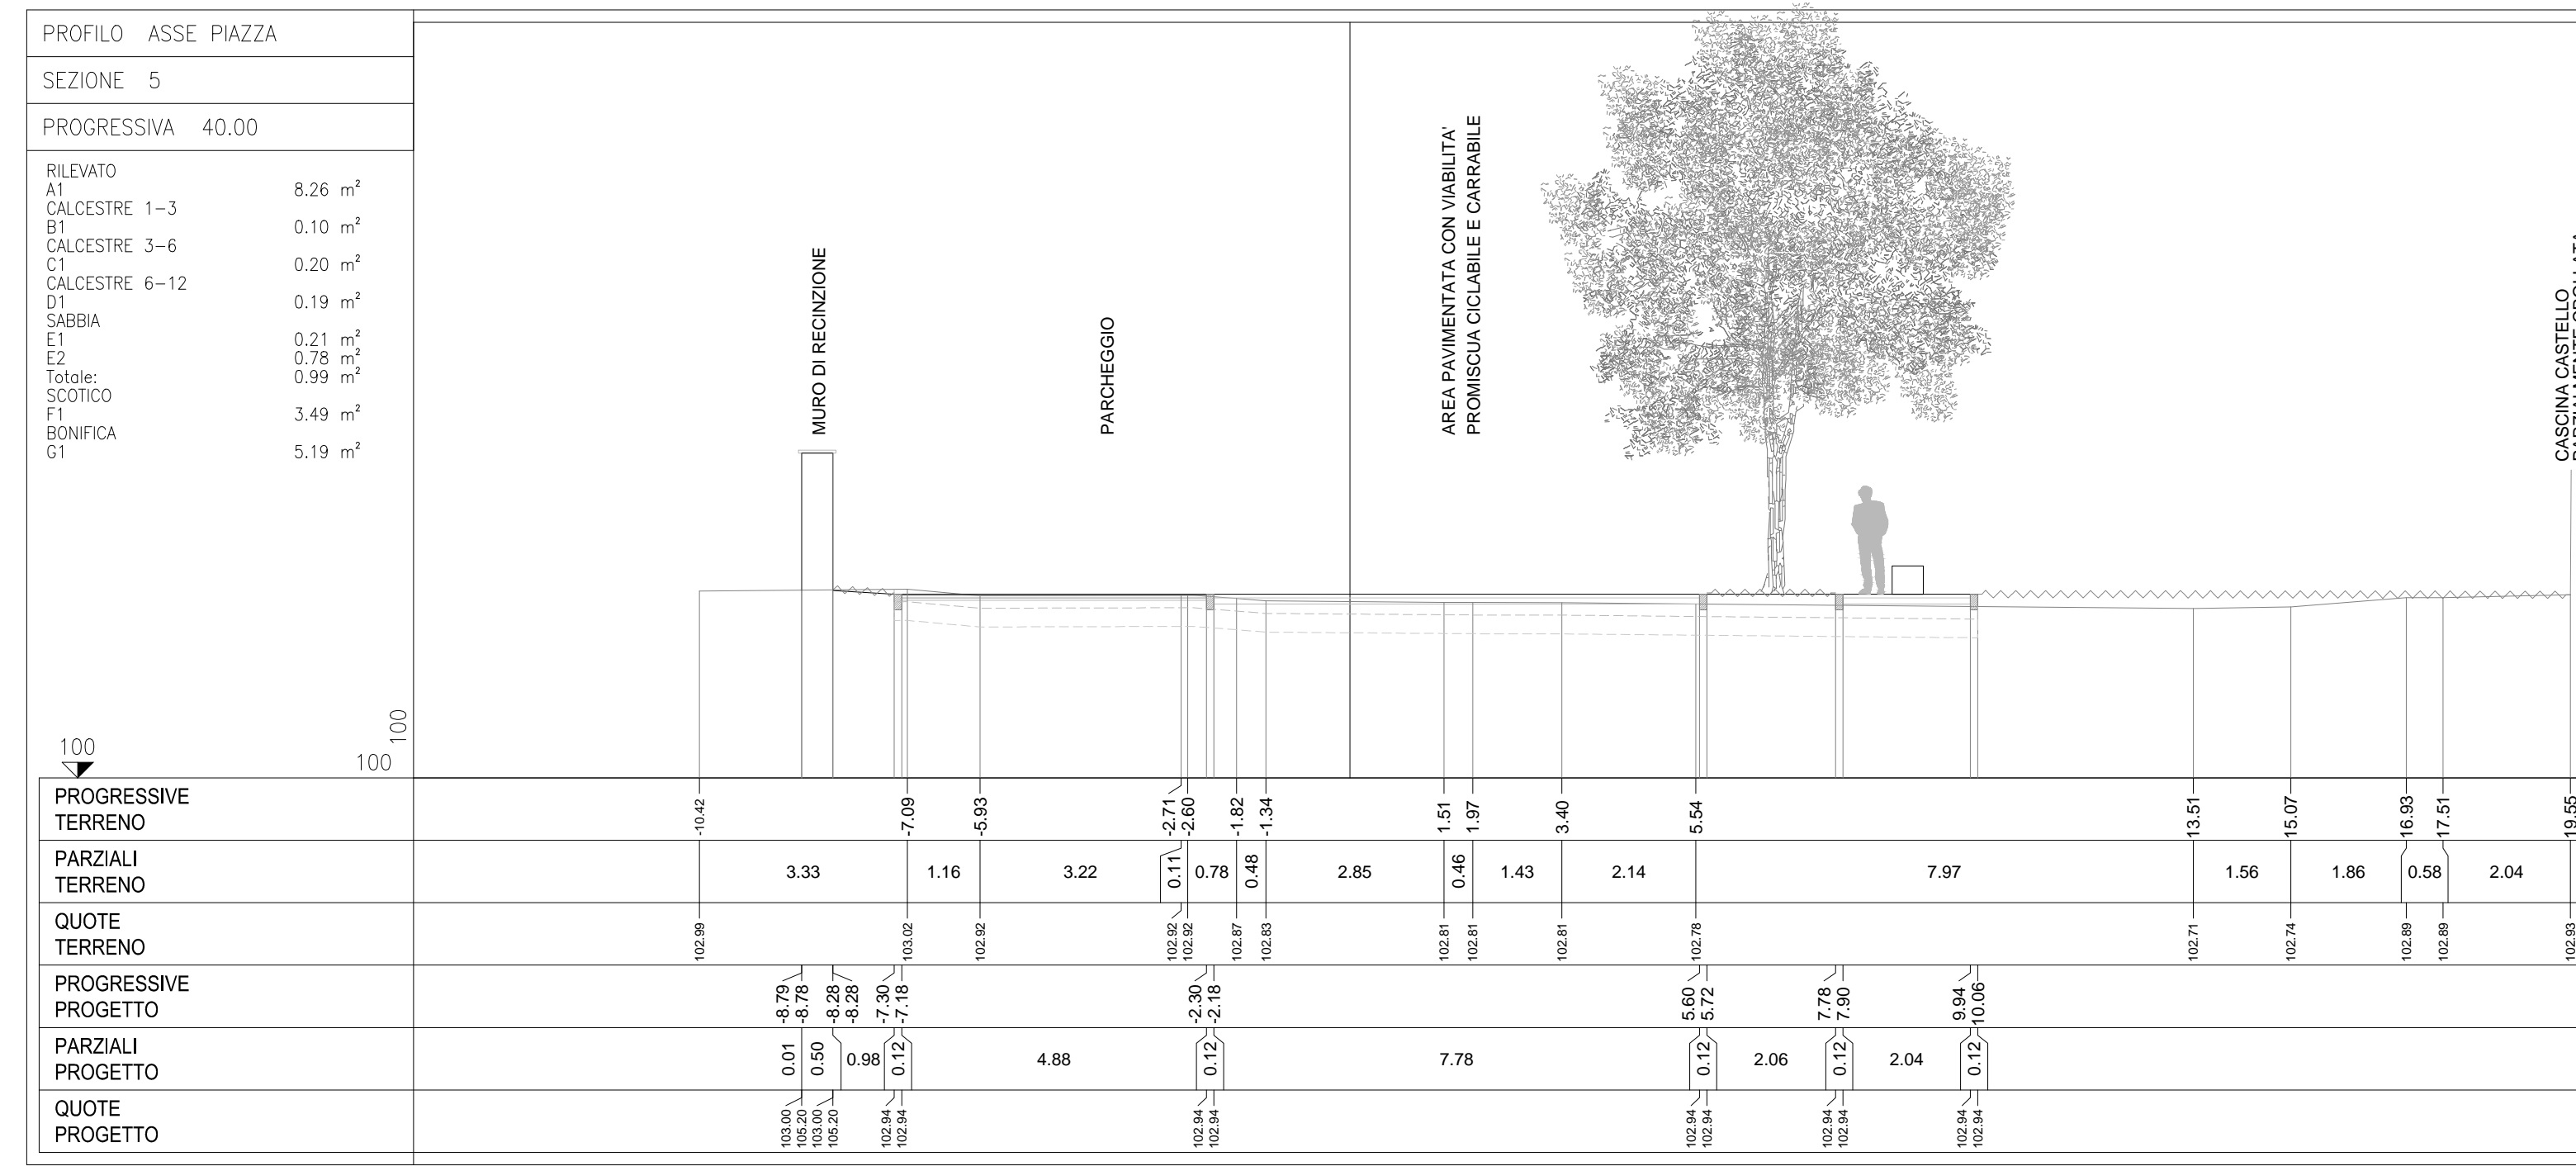 PROFILO ASSE PIAZZA
SEZIONE 5
PROGRESSIVA 40.00
RILEVATO
A1 8.26 m²
CALCESTRE 1-3
B1 0.10 m²
CALCESTRE 3-6
C1 0.20 m²
CALCESTRE 6-12
D1 0.19 m²
SABBIA
E1 0.21 m²
E2 0.78 m²
Totale: 0.99 m²
SCOTICO
F1 3.49 m²
BONIFICA
G1 5.19 m²
MURO DI RECINZIONE
PARCHEGGIO
AREA PAVIMENTATA CON VIABILITA'
PROMISCUA CICLABILE E CARRABILE
CASCINA CASTELLO
100
100
100
PROGRESSIVE
TERRENO
-10.42 -7.09 -5.93 -2.71 -2.60 -1.82 -1.34 1.51 1.97 3.40 5.54 13.51 15.07 16.93 17.51 19.55
PARZIALI
TERRENO
3.33 1.16 3.22 0.11 0.78 0.48 2.85 0.46 1.43 2.14 7.97 1.56 1.86 0.58 2.04
QUOTE
TERRENO
102.99 103.02 102.92 102.92 102.92 102.87 102.83 102.81 102.81 102.81 102.78 102.71 102.74 102.89 102.89 102.93
PROGRESSIVE
PROGETTO
-8.79 -8.78 -8.28 -8.28 -7.30 -7.18 -2.30 -2.18 5.60 5.72 7.78 7.90 9.94 10.06
PARZIALI
PROGETTO
0.01 0.50 0.98 0.12 4.88 0.12 7.78 0.12 2.06 0.12 2.04 0.12
QUOTE
PROGETTO
103.00 105.20 103.00 105.20 102.94 102.94 102.94 102.94 102.94 102.94 102.94 102.94 102.94 102.94